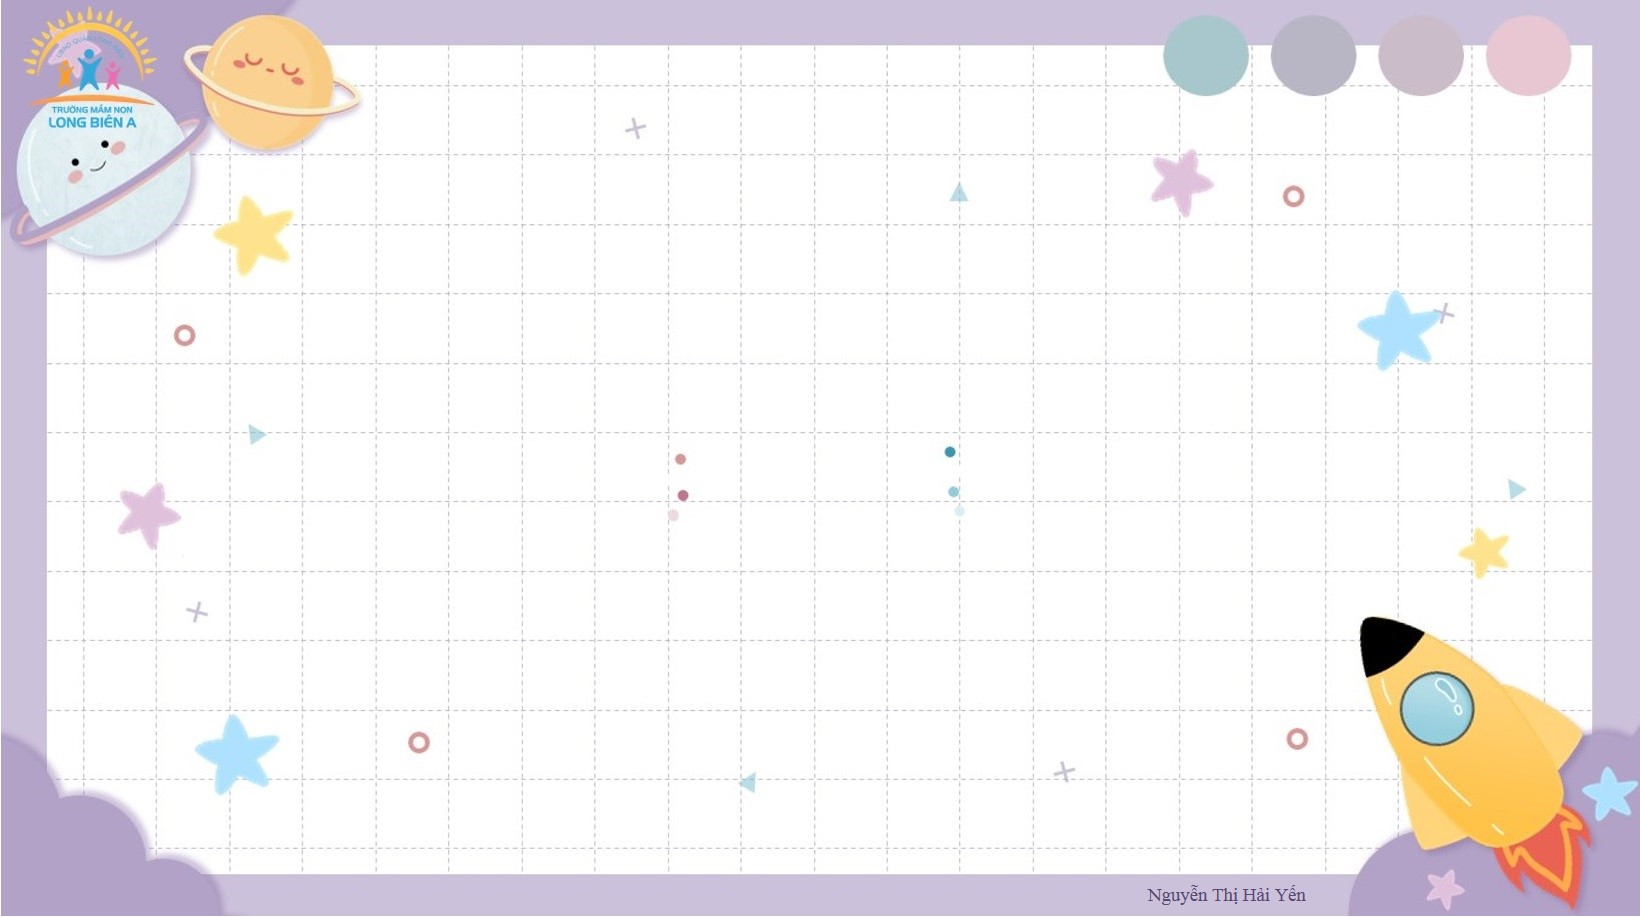 TRƯỜNG MẦM NON
LONG BIÊN A
Nguyễn Thị Hải Yến